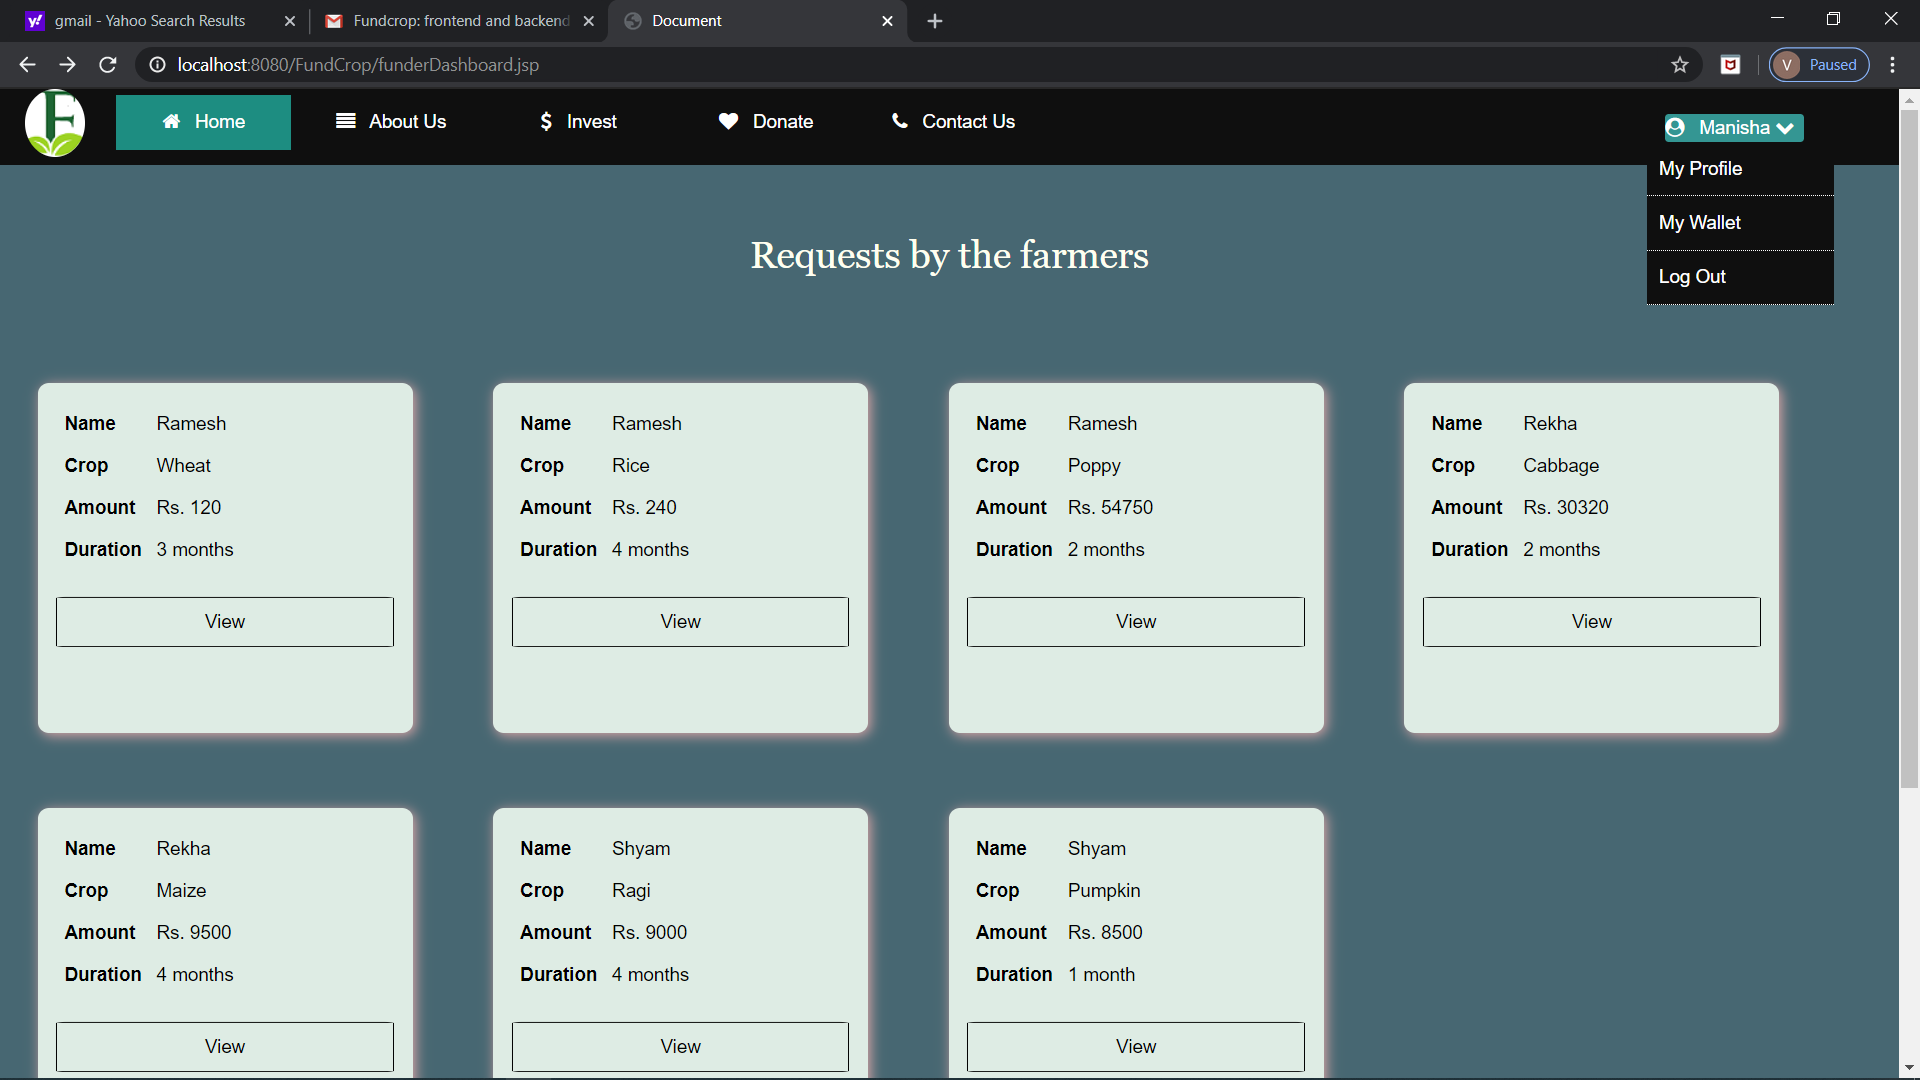 gmail - Yahoo Search Results
Fundcrop: frontend and backend
Document
localhost:8080/FundCrop/funderDashboard.jsp
V Paused
F Home About Us $ Invest Donate Contact Us Manisha
My Profile
My Wallet
Log Out
Requests by the farmers
Name Ramesh
Crop Wheat
Amount Rs. 120
Duration 3 months
View
Name Ramesh
Crop Rice
Amount Rs. 240
Duration 4 months
View
Name Ramesh
Crop Poppy
Amount Rs. 54750
Duration 2 months
View
Name Rekha
Crop Cabbage
Amount Rs. 30320
Duration 2 months
View
Name Rekha
Crop Maize
Amount Rs. 9500
Duration 4 months
View
Name Shyam
Crop Ragi
Amount Rs. 9000
Duration 4 months
View
Name Shyam
Crop Pumpkin
Amount Rs. 8500
Duration 1 month
View